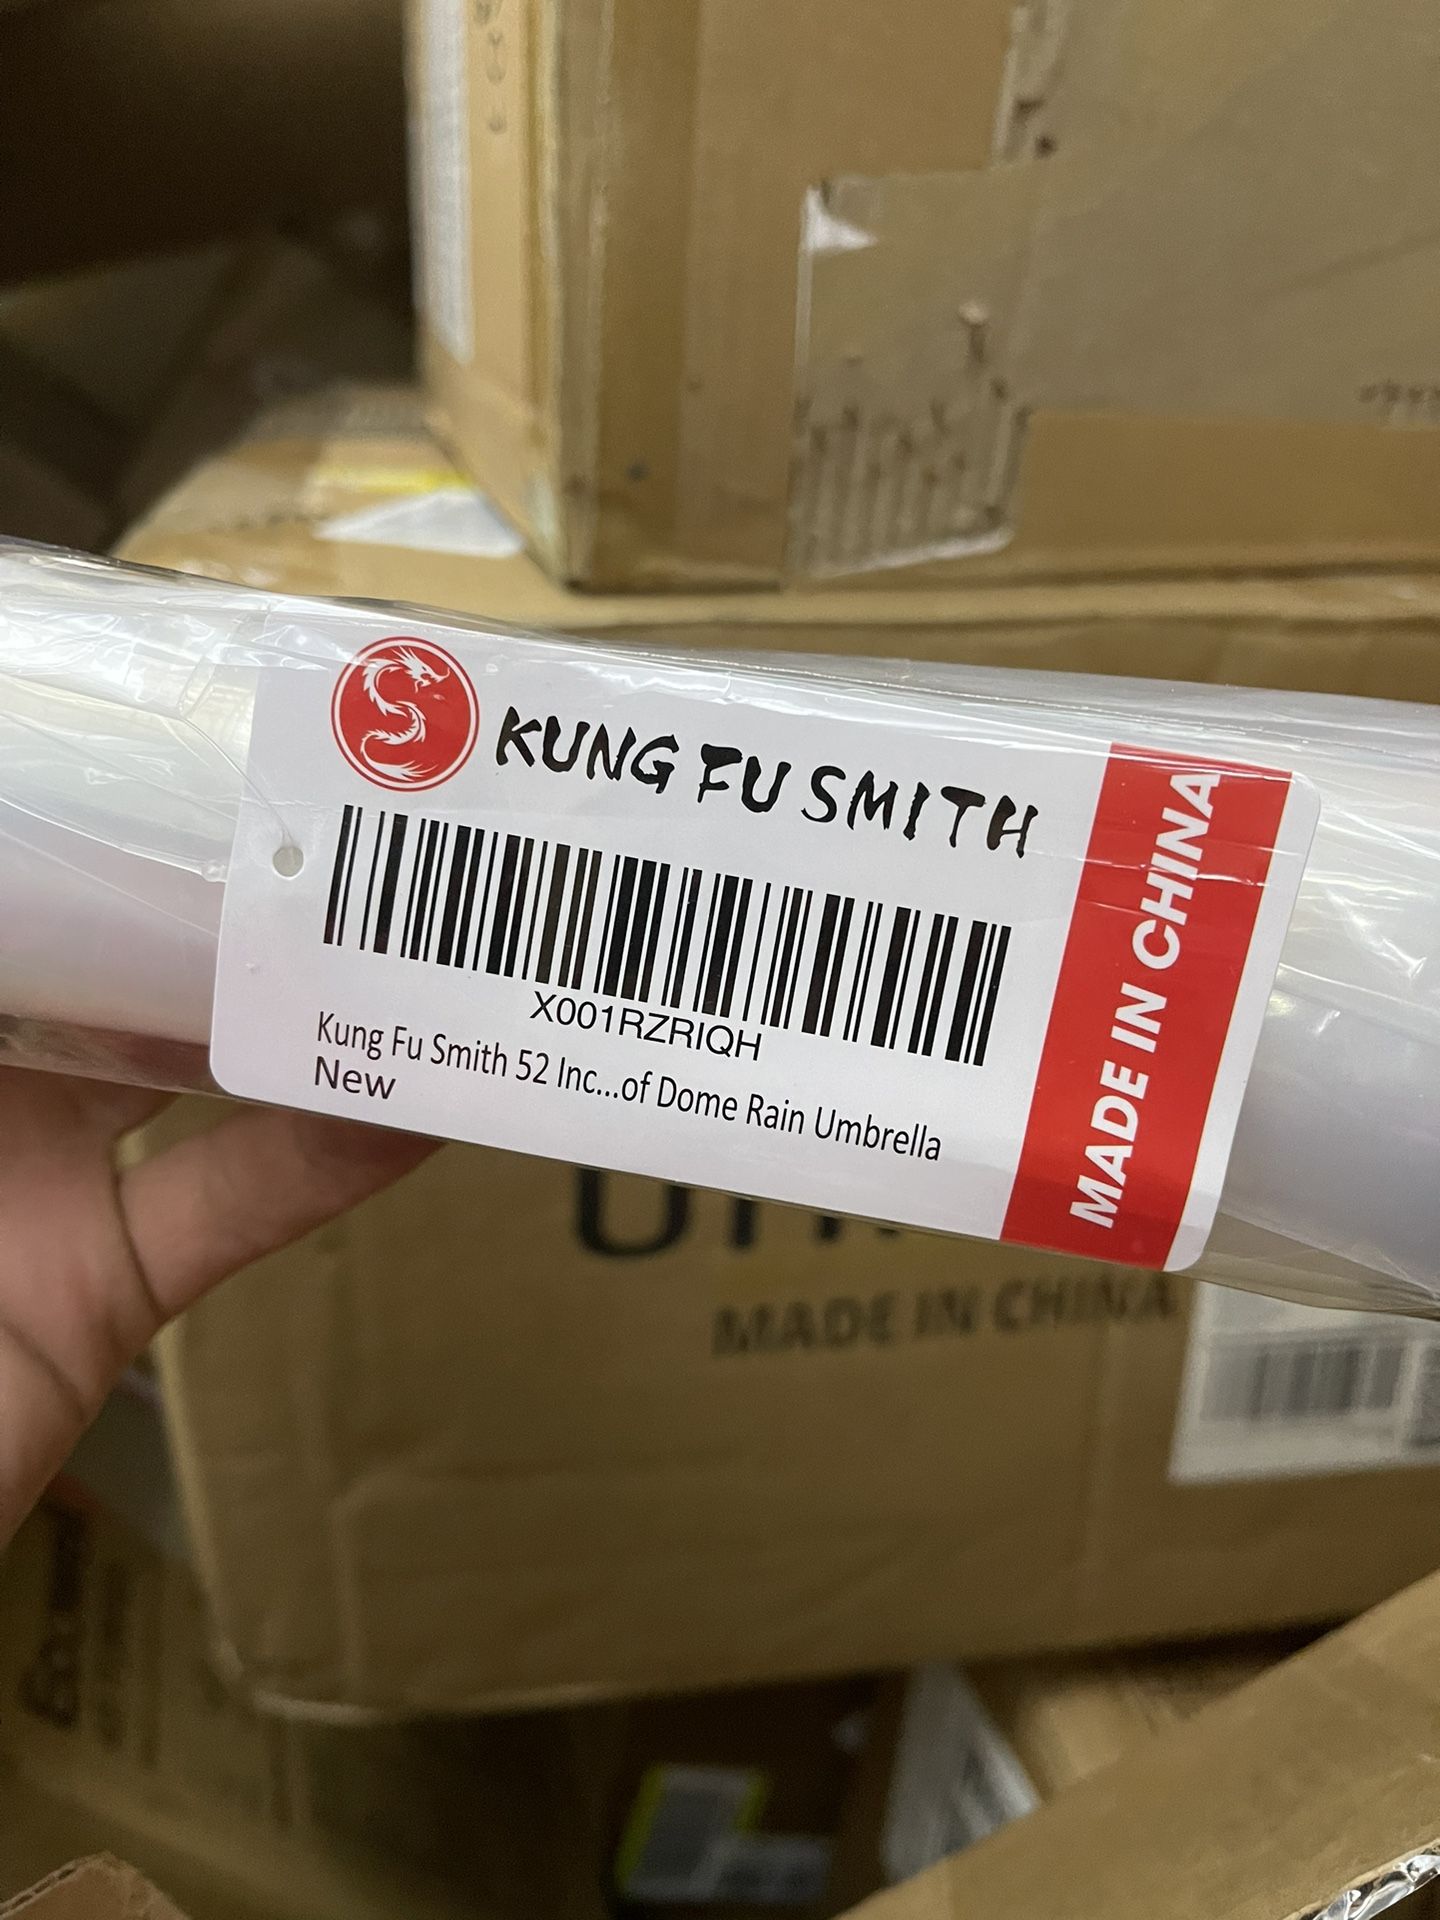 KUNG FU SMITH
X001RZRIQH
Kung Fu Smith 52 Inc...of Dome Rain Umbrella
New
MADE IN CHINA
MADE IN CHINA